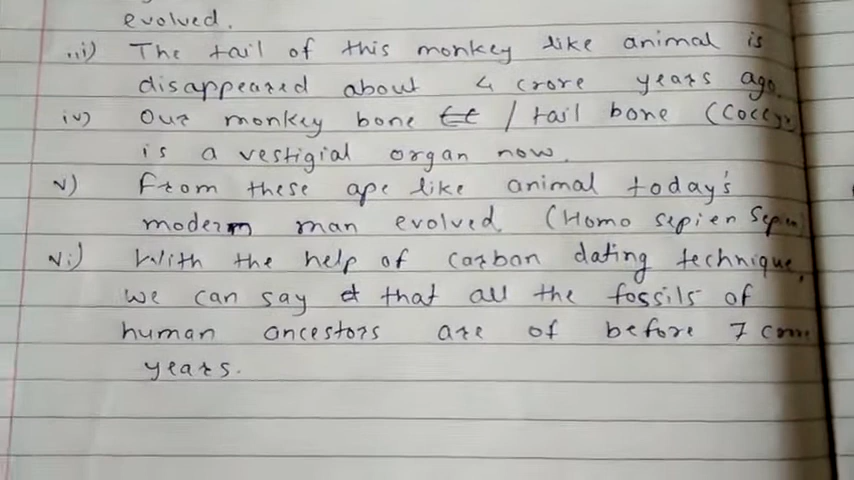 evolved.
iii) The tail of this monkey like animal is
disappeared about 4 crore years ago.
iv) Our monkey bone / tail bone (Coccyx
is a vestigial organ now.
v) From these ape like animal today's
modern man evolved (Homo sepien Sepien)
vi) With the help of carbon dating technique,
we can say that all the fossils of
human ancestors are of before 7 crore
years.